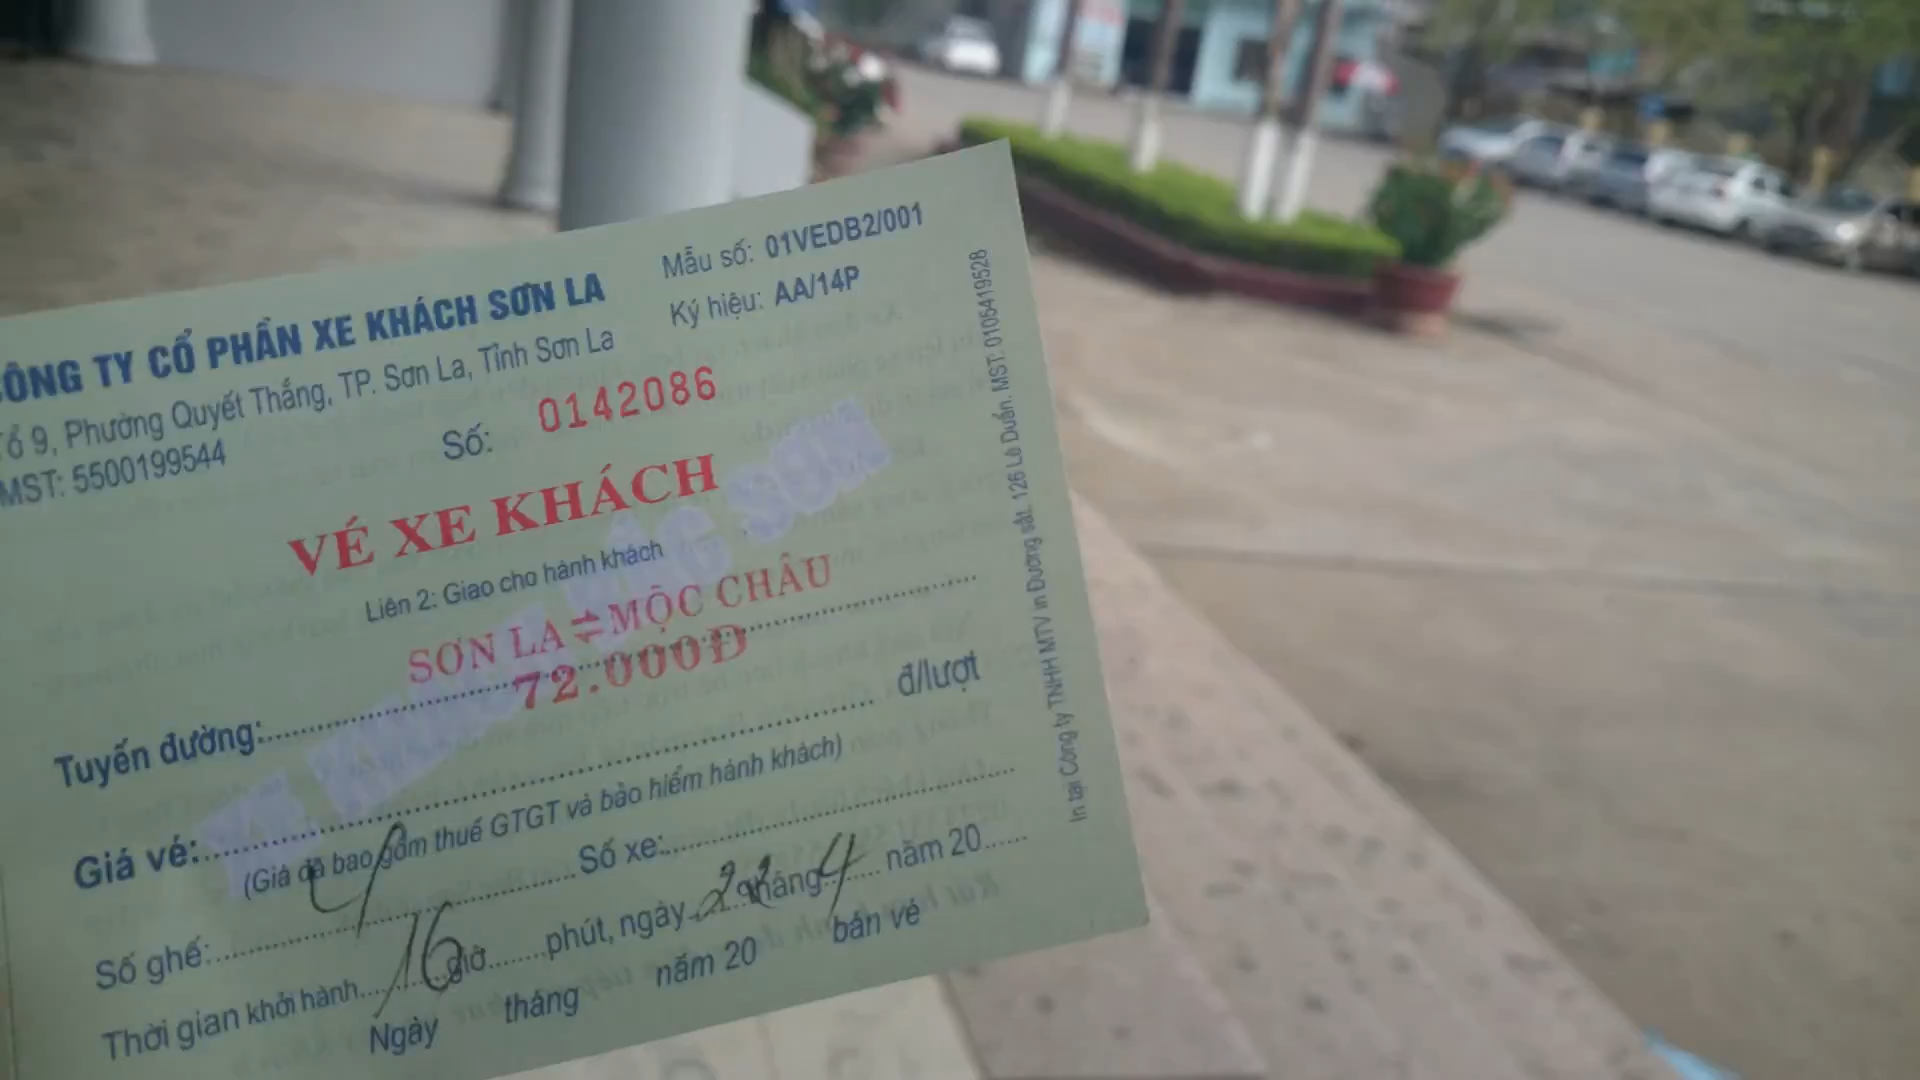 CÔNG TY CỔ PHẦN XE KHÁCH SƠN LA
Tổ 9, Phường Quyết Thắng, TP. Sơn La, Tỉnh Sơn La
MST: 5500199544
Mẫu số: 01VEDB2/001
Ký hiệu: AA/14P
Số: 0142086
VÉ XE KHÁCH
Liên 2: Giao cho hành khách
SƠN LA⇌MỘC CHÂU
Tuyến đường:
72.000Đ
Giá vé: đ/lượt
(Giá đã bao gồm thuế GTGT và bảo hiểm hành khách)
Số ghế: 4 Số xe:
Thời gian khởi hành 16 giờ phút, ngày 22 tháng 4 năm 20
Ngày tháng năm 20 bán vé
In tại Công ty TNHH MTV in Đường sắt. 126 Lê Duẩn. MST: 0105419528